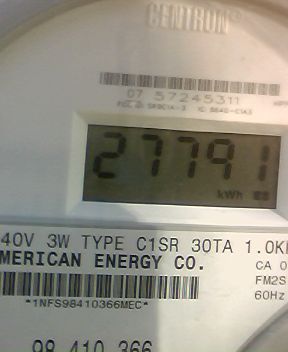 CENTRON®
07 57245311
27791
kWh
40V 3W TYPE C1SR 30TA 1.0K
MERICAN ENERGY CO.
CA 0
FM2S
60Hz
*1NFS98410366MEC*
98 410 366